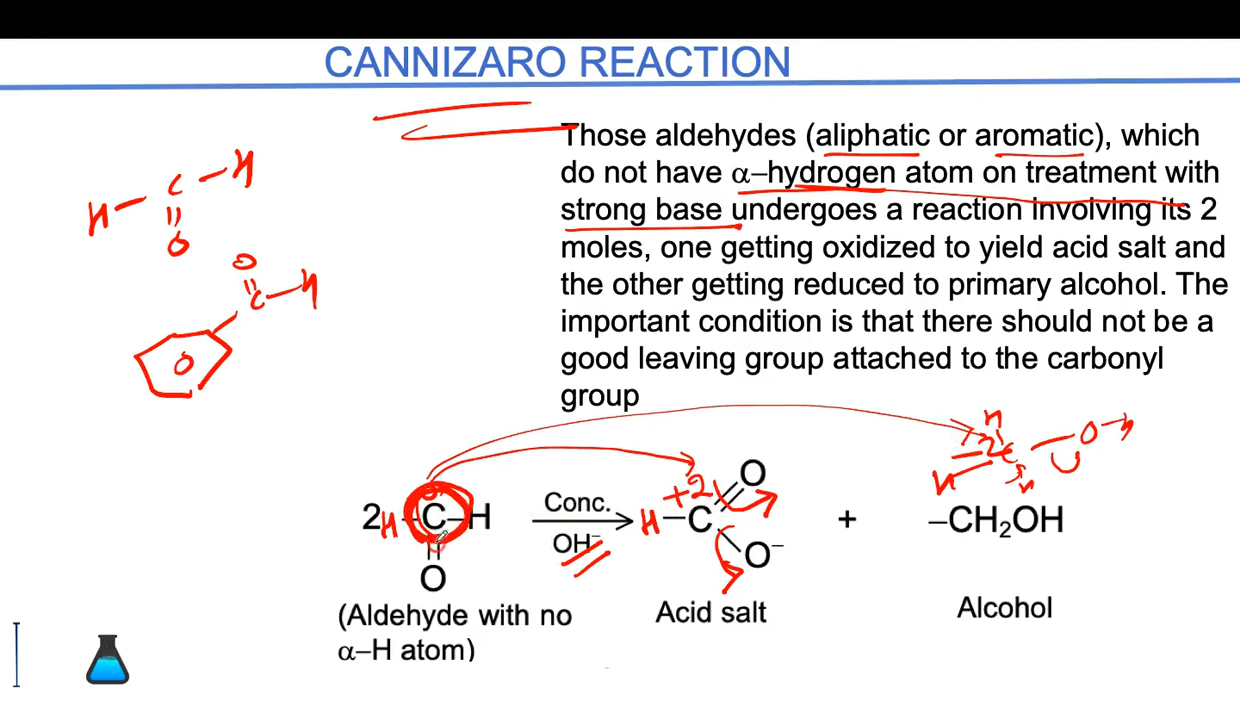 CANNIZARO REACTION
Those aldehydes (aliphatic or aromatic), which
do not have α–hydrogen atom on treatment with
strong base undergoes a reaction involving its 2
moles, one getting oxidized to yield acid salt and
the other getting reduced to primary alcohol. The
important condition is that there should not be a
good leaving group attached to the carbonyl
group
H C H
O
O
C H
O
2 H –C–H
O
Conc.
OH⁻
H –C
+2
O
O⁻
+
–CH₂OH
H
O H
H
(Aldehyde with no
α–H atom)
Acid salt
Alcohol